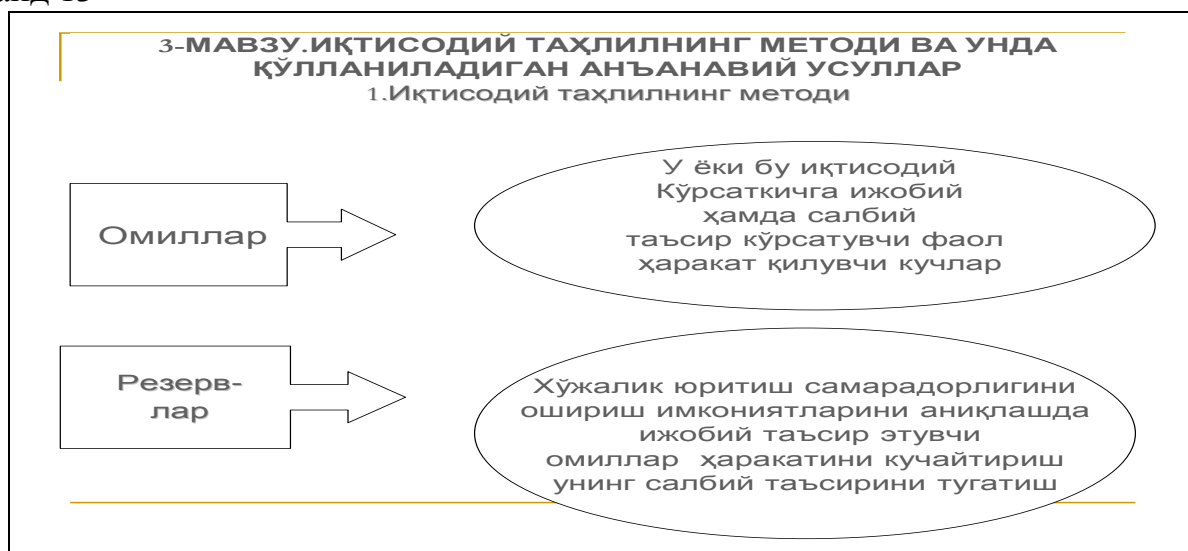 3-МАВЗУ.ИҚТИСОДИЙ ТАҲЛИЛНИНГ МЕТОДИ ВА УНДА
ҚЎЛЛАНИЛАДИГАН АНЪАНАВИЙ УСУЛЛАР
1.Иқтисодий таҳлилнинг методи
Омиллар
У ёки бу иқтисодий
Кўрсаткичга ижобий
ҳамда салбий
таъсир кўрсатувчи фаол
ҳаракат қилувчи кучлар
Резерв-
лар
Хўжалик юритиш самарадорлигини
ошириш имкониятларини аниқлашда
ижобий таъсир этувчи
омиллар ҳаракатини кучайтириш
унинг салбий таъсирини тугатиш